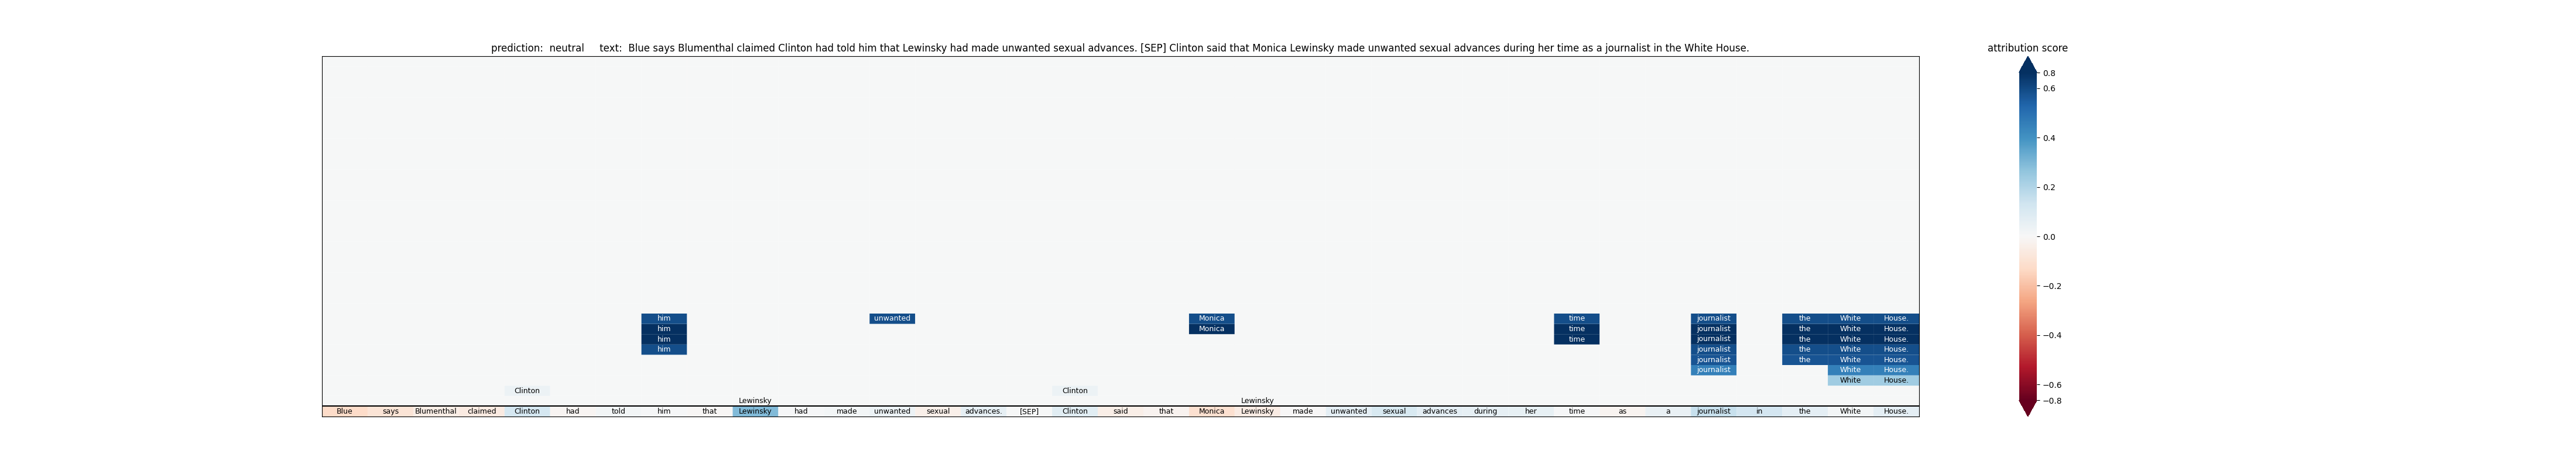 prediction:  neutral     text:  Blue says Blumenthal claimed Clinton had told him that Lewinsky had made unwanted sexual advances. [SEP] Clinton said that Monica Lewinsky made unwanted sexual advances during her time as a journalist in the White House.
attribution score
0.8
0.6
0.4
0.2
0.0
−0.2
−0.4
−0.6
−0.8
him unwanted Monica time journalist the White House.
him Monica time journalist the White House.
him time journalist the White House.
him journalist the White House.
journalist the White House.
journalist White House.
White House.
Clinton Clinton
Lewinsky Lewinsky
Blue says Blumenthal claimed Clinton had told him that Lewinsky had made unwanted sexual advances. [SEP] Clinton said that Monica Lewinsky made unwanted sexual advances during her time as a journalist in the White House.